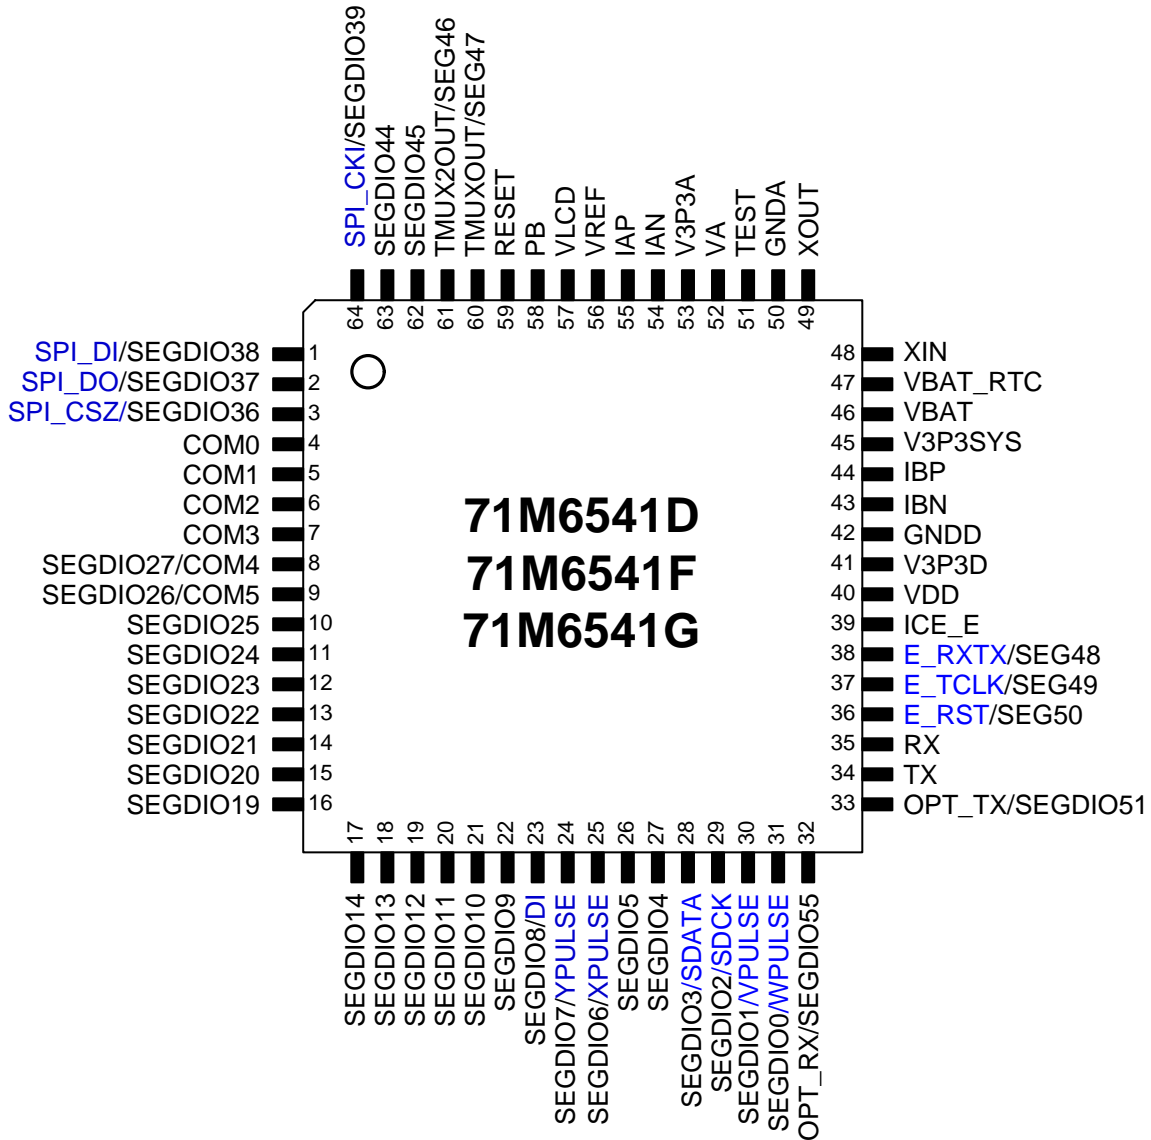 SPI_CKI/SEGDIO39
SEGDIO44
SEGDIO45
TMUX2OUT/SEG46
TMUXOUT/SEG47
RESET
PB
VLCD
VREF
IAP
IAN
V3P3A
VA
TEST
GNDA
XOUT
64
63
62
61
60
59
58
57
56
55
54
53
52
51
50
49
SPI_DI/SEGDIO38 1
SPI_DO/SEGDIO37 2
SPI_CSZ/SEGDIO36 3
COM0 4
COM1 5
COM2 6
COM3 7
SEGDIO27/COM4 8
SEGDIO26/COM5 9
SEGDIO25 10
SEGDIO24 11
SEGDIO23 12
SEGDIO22 13
SEGDIO21 14
SEGDIO20 15
SEGDIO19 16
71M6541D
71M6541F
71M6541G
48 XIN
47 VBAT_RTC
46 VBAT
45 V3P3SYS
44 IBP
43 IBN
42 GNDD
41 V3P3D
40 VDD
39 ICE_E
38 E_RXTX/SEG48
37 E_TCLK/SEG49
36 E_RST/SEG50
35 RX
34 TX
33 OPT_TX/SEGDIO51
17
18
19
20
21
22
23
24
25
26
27
28
29
30
31
32
SEGDIO14
SEGDIO13
SEGDIO12
SEGDIO11
SEGDIO10
SEGDIO9
SEGDIO8/DI
SEGDIO7/YPULSE
SEGDIO6/XPULSE
SEGDIO5
SEGDIO4
SEGDIO3/SDATA
SEGDIO2/SDCK
SEGDIO1/VPULSE
SEGDIO0/WPULSE
OPT_RX/SEGDIO55